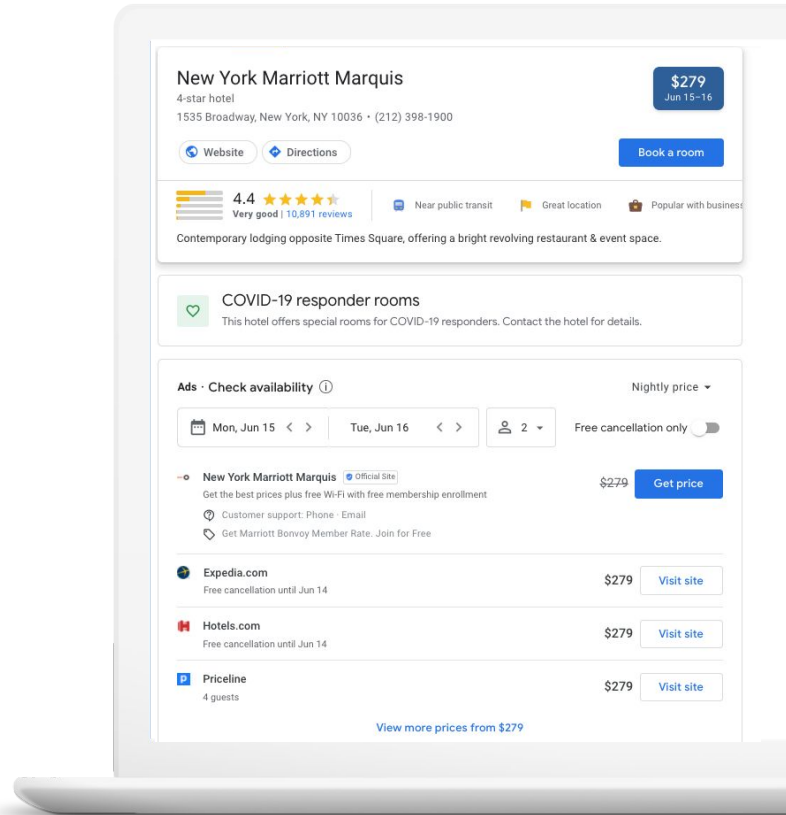 New York Marriott Marquis
$279
4-star hotel
Jun 15–16
1535 Broadway, New York, NY 10036 • (212) 398-1900
Website
Directions
Book a room
4.4
Very good | 10,891 reviews
Near public transit
Great location
Popular with business
Contemporary lodging opposite Times Square, offering a bright revolving restaurant & event space.
COVID-19 responder rooms
This hotel offers special rooms for COVID-19 responders. Contact the hotel for details.
Ads · Check availability
Nightly price
Mon, Jun 15 < >
Tue, Jun 16 < >
2
Free cancellation only
New York Marriott Marquis Official Site
$279
Get price
Get the best prices plus free Wi-Fi with free membership enrollment
Customer support: Phone · Email
Get Marriott Bonvoy Member Rate. Join for Free
Expedia.com
$279
Visit site
Free cancellation until Jun 14
Hotels.com
$279
Visit site
Free cancellation until Jun 14
Priceline
$279
Visit site
4 guests
View more prices from $279